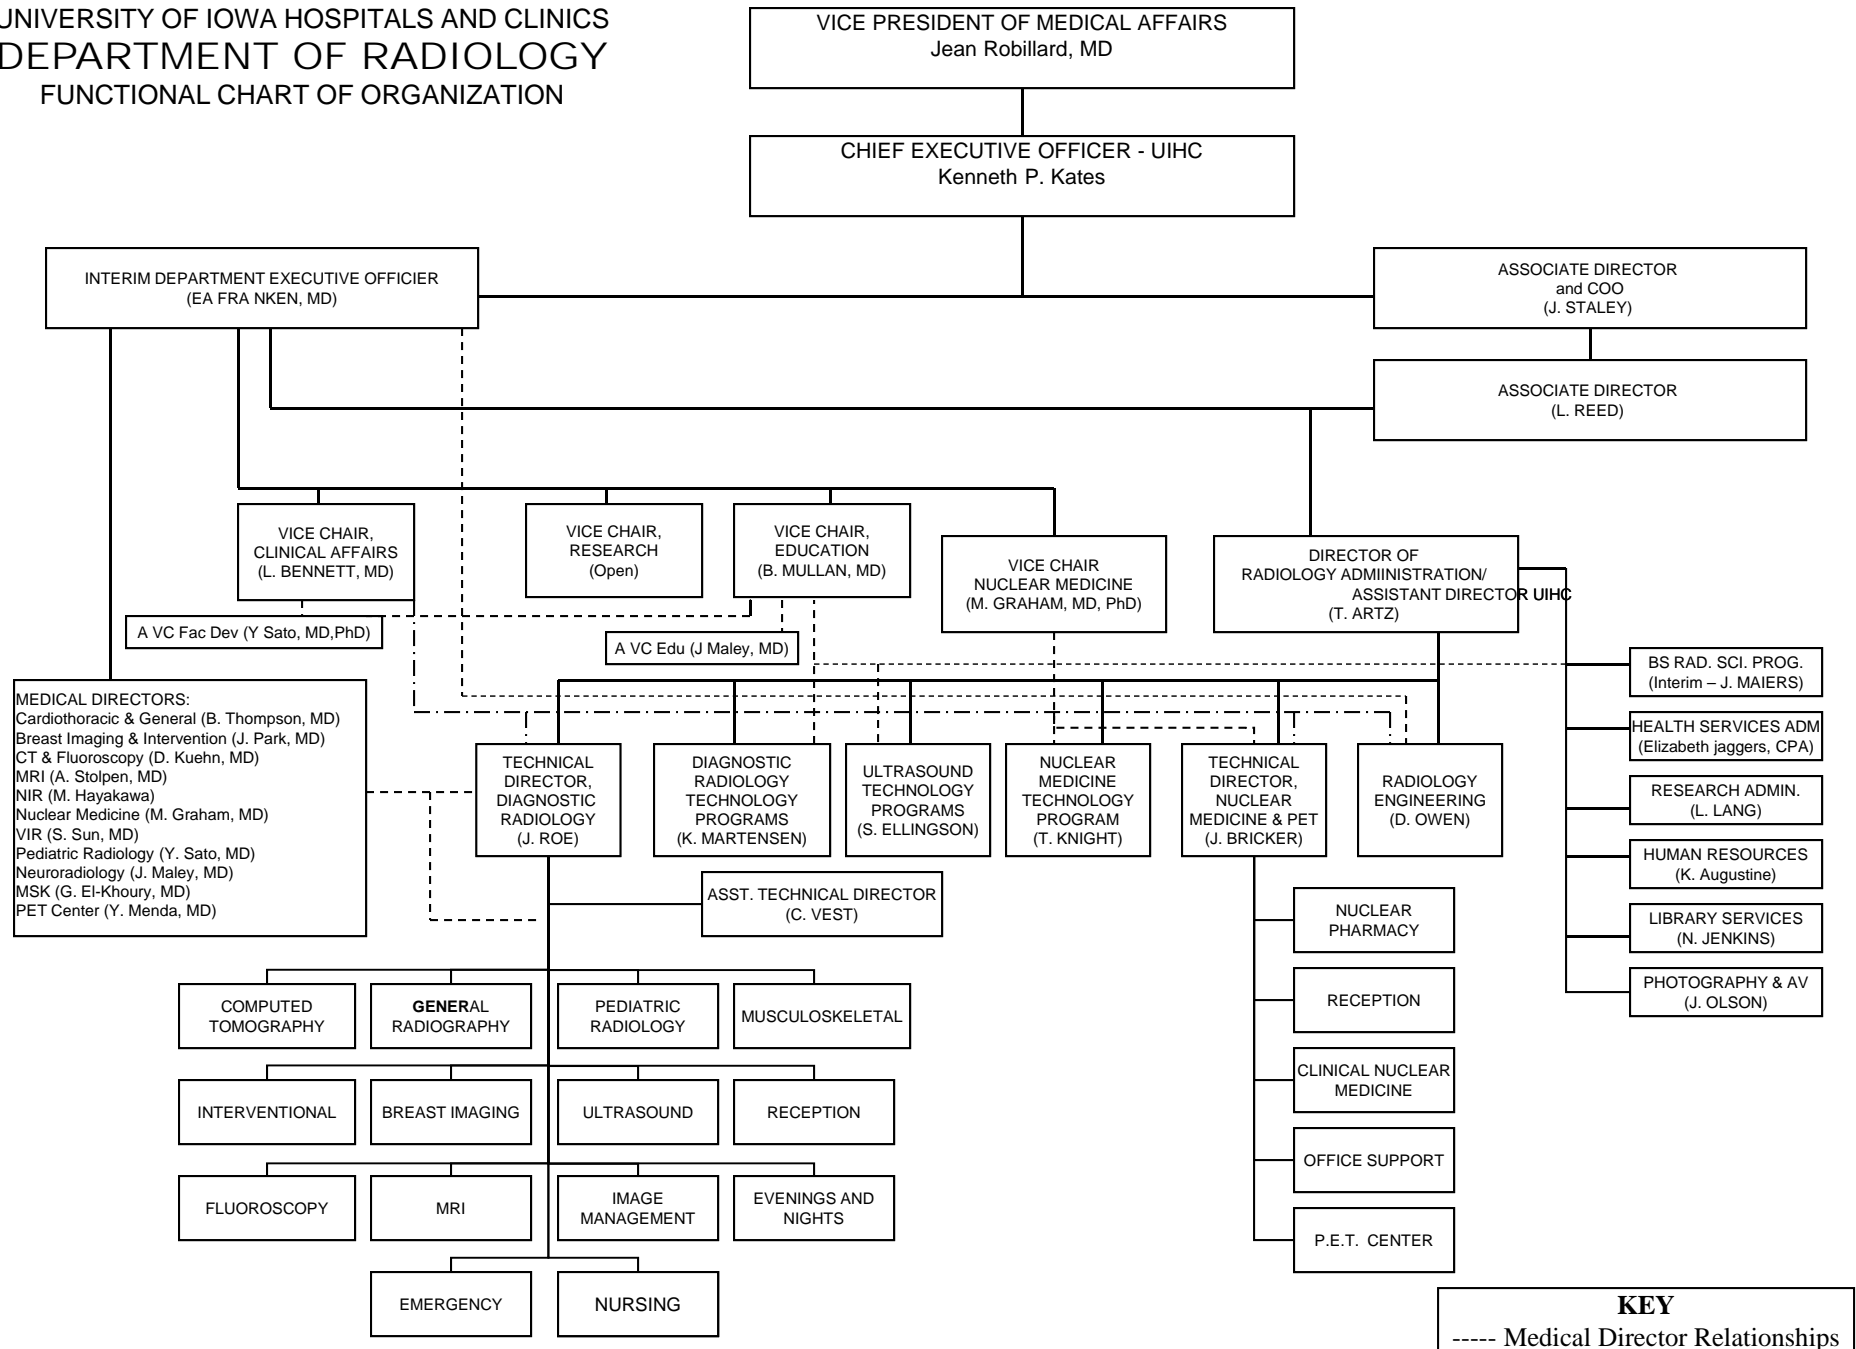 UNIVERSITY OF IOWA HOSPITALS AND CLINICS
DEPARTMENT OF RADIOLOGY
FUNCTIONAL CHART OF ORGANIZATION
VICE PRESIDENT OF MEDICAL AFFAIRS
Jean Robillard, MD
CHIEF EXECUTIVE OFFICER - UIHC
Kenneth P. Kates
INTERIM DEPARTMENT EXECUTIVE OFFICIER
(EA FRA NKEN, MD)
ASSOCIATE DIRECTOR
and COO
(J. STALEY)
ASSOCIATE DIRECTOR
(L. REED)
VICE CHAIR,
CLINICAL AFFAIRS
(L. BENNETT, MD)
VICE CHAIR,
RESEARCH
(Open)
VICE CHAIR,
EDUCATION
(B. MULLAN, MD)
VICE CHAIR
NUCLEAR MEDICINE
(M. GRAHAM, MD, PhD)
DIRECTOR OF
RADIOLOGY ADMIINISTRATION/
ASSISTANT DIRECTOR UIHC
(T. ARTZ)
A VC Fac Dev (Y Sato, MD,PhD)
A VC Edu (J Maley, MD)
BS RAD. SCI. PROG.
(Interim – J. MAIERS)
HEALTH SERVICES ADM
(Elizabeth jaggers, CPA)
RESEARCH ADMIN.
(L. LANG)
HUMAN RESOURCES
(K. Augustine)
LIBRARY SERVICES
(N. JENKINS)
PHOTOGRAPHY & AV
(J. OLSON)
MEDICAL DIRECTORS:
Cardiothoracic & General (B. Thompson, MD)
Breast Imaging & Intervention (J. Park, MD)
CT & Fluoroscopy (D. Kuehn, MD)
MRI (A. Stolpen, MD)
NIR (M. Hayakawa)
Nuclear Medicine (M. Graham, MD)
VIR (S. Sun, MD)
Pediatric Radiology (Y. Sato, MD)
Neuroradiology (J. Maley, MD)
MSK (G. El-Khoury, MD)
PET Center (Y. Menda, MD)
TECHNICAL
DIRECTOR,
DIAGNOSTIC
RADIOLOGY
(J. ROE)
DIAGNOSTIC
RADIOLOGY
TECHNOLOGY
PROGRAMS
(K. MARTENSEN)
ULTRASOUND
TECHNOLOGY
PROGRAMS
(S. ELLINGSON)
NUCLEAR
MEDICINE
TECHNOLOGY
PROGRAM
(T. KNIGHT)
TECHNICAL
DIRECTOR,
NUCLEAR
MEDICINE & PET
(J. BRICKER)
RADIOLOGY
ENGINEERING
(D. OWEN)
ASST. TECHNICAL DIRECTOR
(C. VEST)
NUCLEAR
PHARMACY
RECEPTION
CLINICAL NUCLEAR
MEDICINE
OFFICE SUPPORT
P.E.T. CENTER
COMPUTED
TOMOGRAPHY
GENERAL
RADIOGRAPHY
PEDIATRIC
RADIOLOGY
MUSCULOSKELETAL
INTERVENTIONAL
BREAST IMAGING
ULTRASOUND
RECEPTION
FLUOROSCOPY
MRI
IMAGE
MANAGEMENT
EVENINGS AND
NIGHTS
EMERGENCY
NURSING
KEY
----- Medical Director Relationships